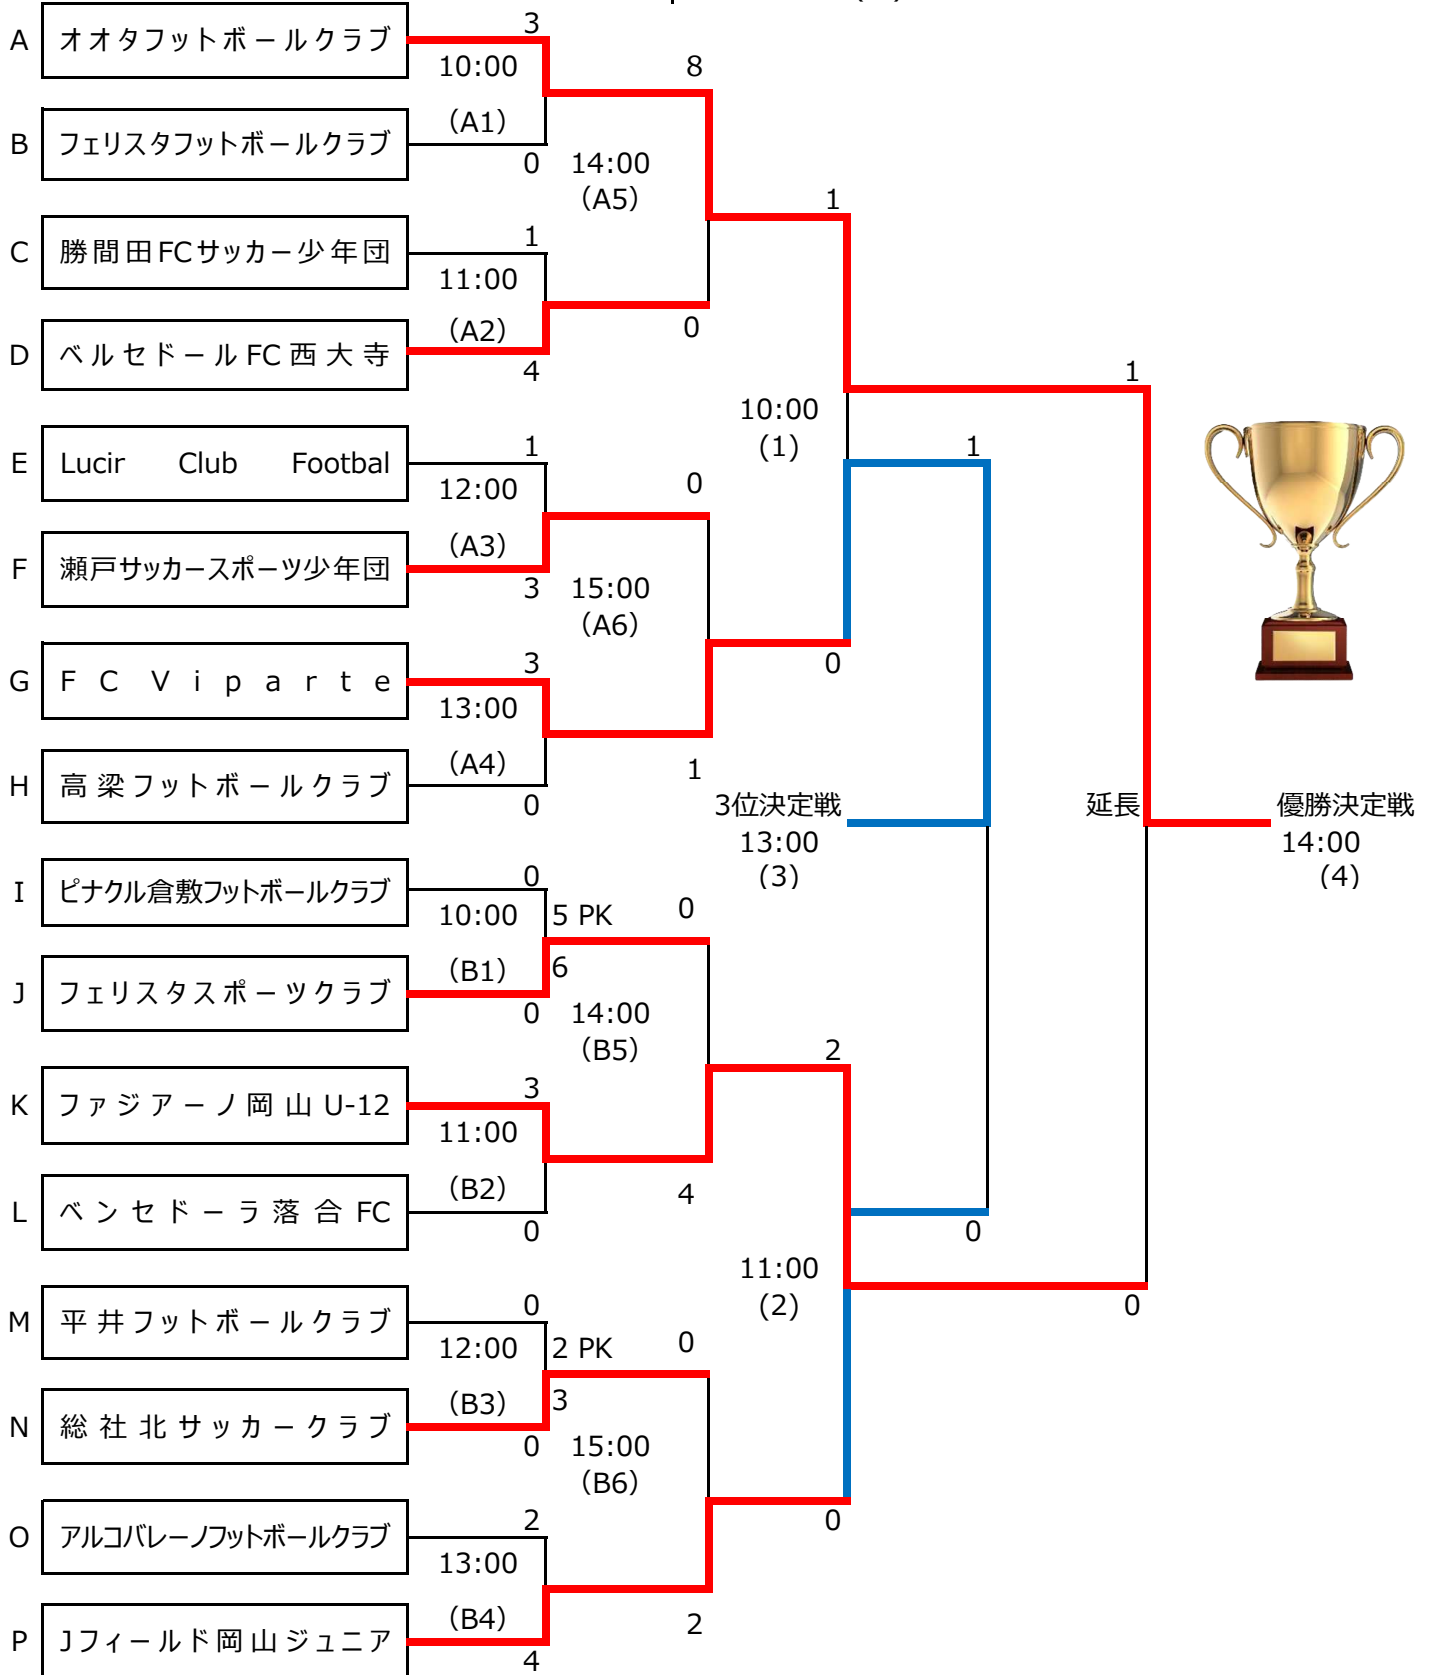 3
A オオタフットボールクラブ
10:00
8
(A1)
B フェリスタフットボールクラブ
0
14:00
(A5)
1
C 勝間田FCサッカー少年団
1
11:00
(A2)
0
D ベルセドールFC西大寺
4
1
10:00
(1)
E Lucir Club Footbal
1
1
12:00
0
(A3)
F 瀬戸サッカースポーツ少年団
3
15:00
(A6)
G FC Viparte
3
0
13:00
(A4)
H 高梁フットボールクラブ
1
0
3位決定戦
延長
優勝決定戦
13:00
14:00
(3)
(4)
I ピナクル倉敷フットボールクラブ
0
10:00
5 PK
0
(B1)
6
J フェリスタスポーツクラブ
0
14:00
(B5)
2
K ファジアーノ岡山U-12
3
11:00
(B2)
4
L ベンセドーラ落合FC
0
0
11:00
(2)
M 平井フットボールクラブ
0
0
12:00
2 PK
0
(B3)
3
N 総社北サッカークラブ
0
15:00
(B6)
O アルコバレーノフットボールクラブ
2
0
13:00
(B4)
2
P Jフィールド岡山ジュニア
4